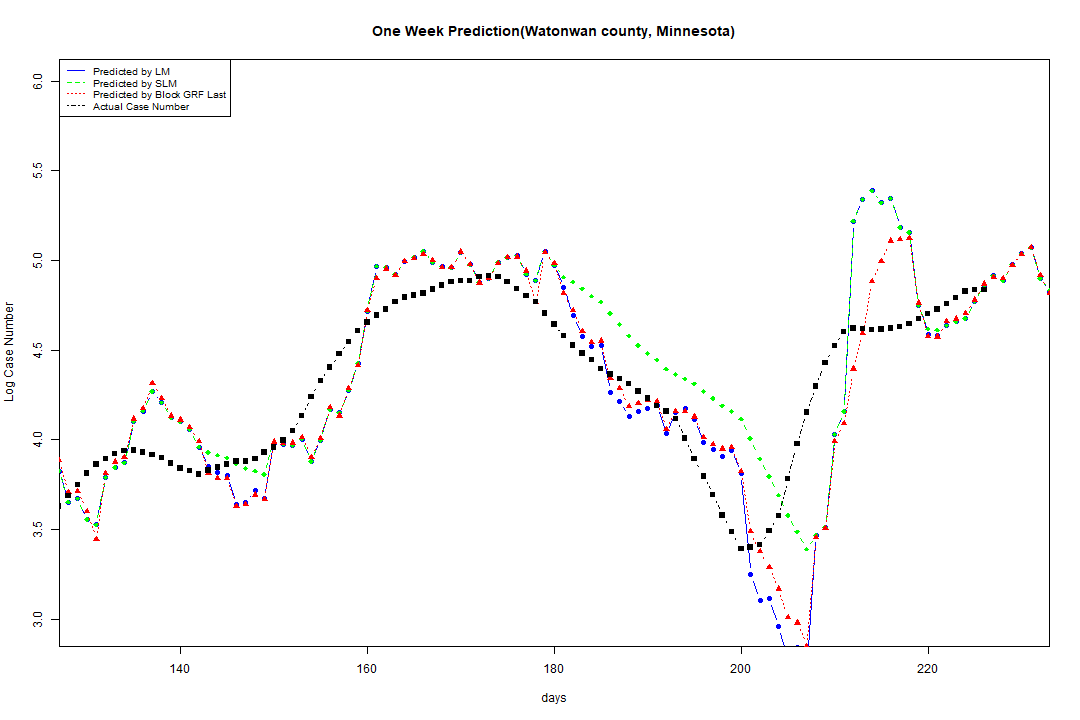 One Week Prediction(Watonwan county, Minnesota)
Predicted by LM
Predicted by SLM
Predicted by Block GRF Last
Actual Case Number
6.0
5.5
5.0
4.5
4.0
3.5
3.0
Log Case Number
140 160 180 200 220
days